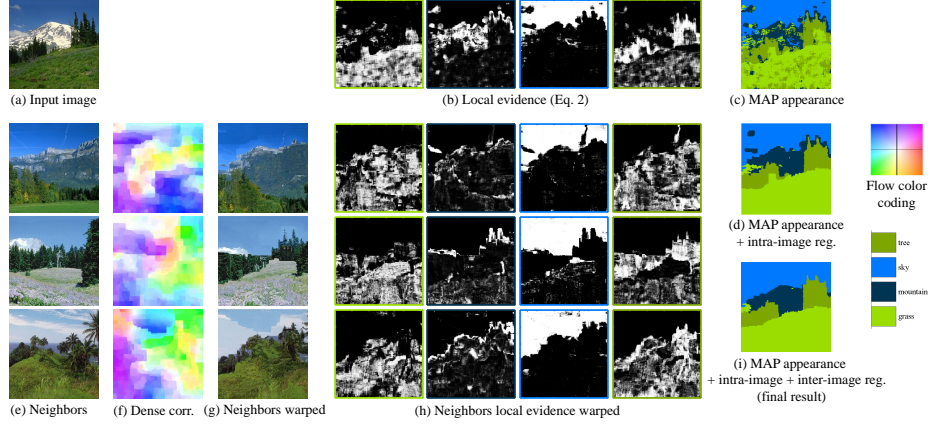 (a) Input image
(b) Local evidence (Eq. 2)
(c) MAP appearance
Flow color
coding
(d) MAP appearance
+ intra-image reg.
tree
sky
mountain
grass
(i) MAP appearance
+ intra-image + inter-image reg.
(final result)
(e) Neighbors
(f) Dense corr.
(g) Neighbors warped
(h) Neighbors local evidence warped